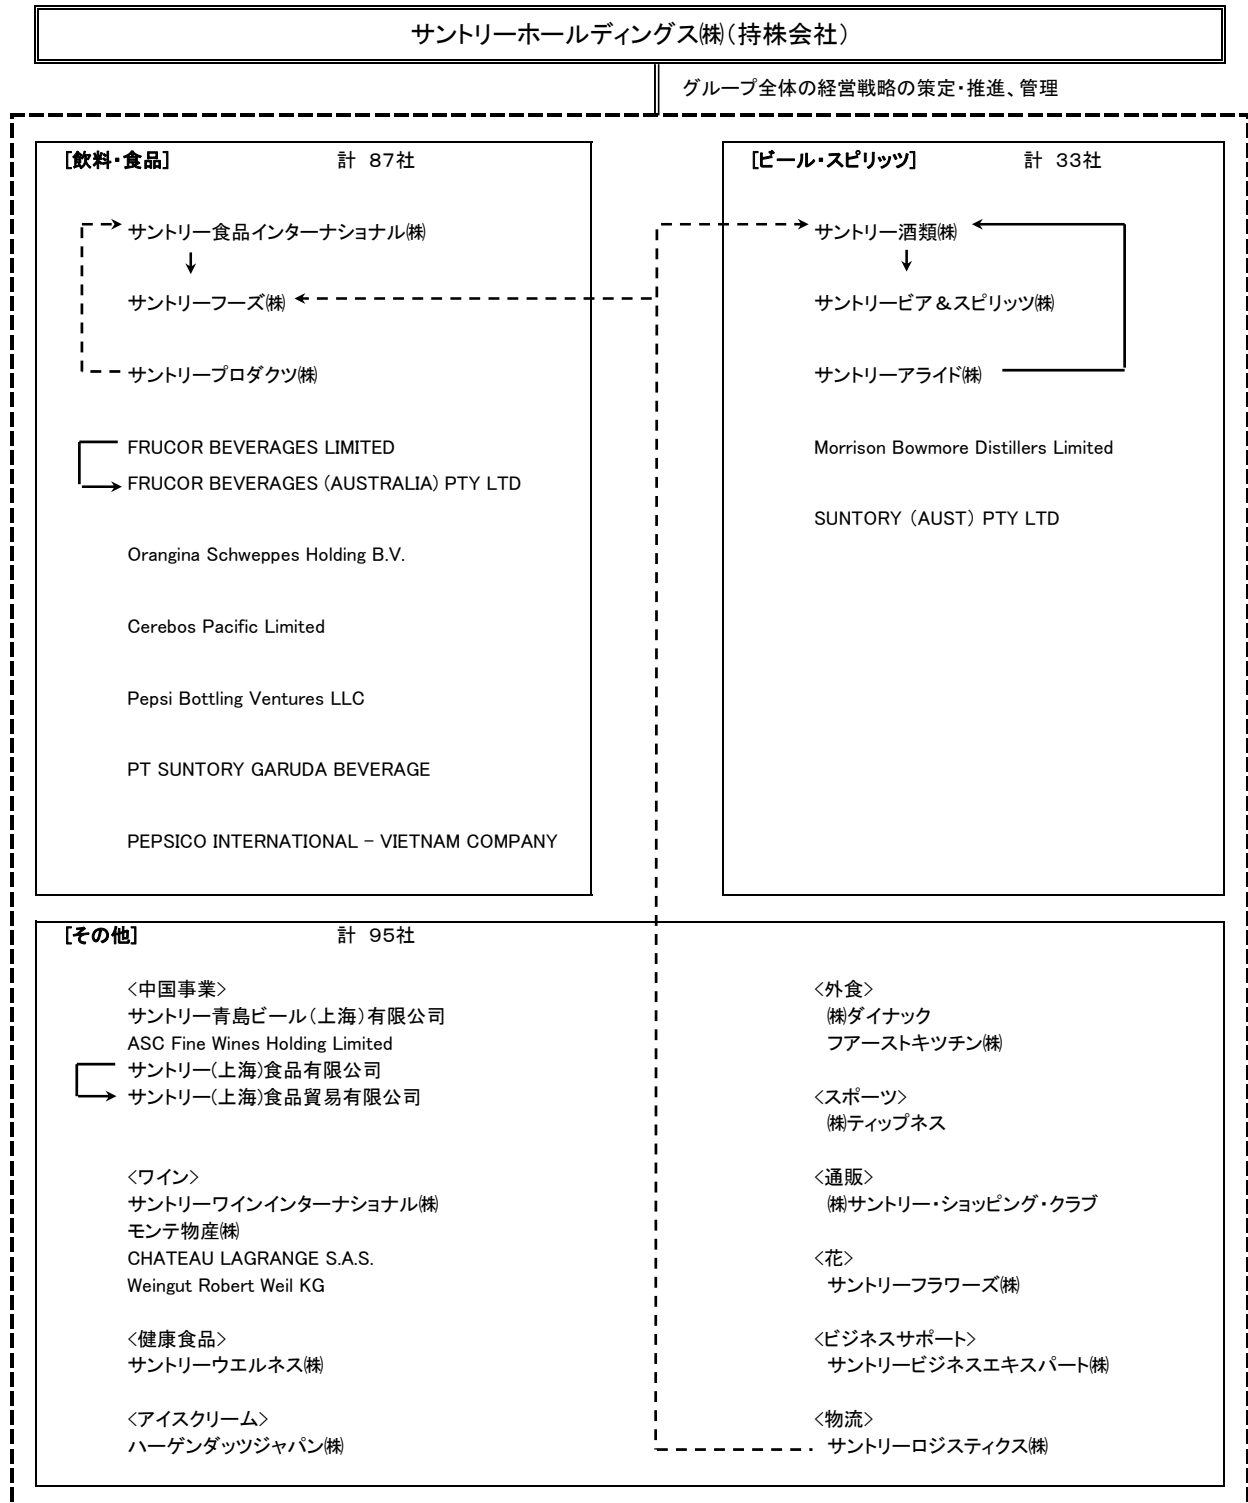 サントリーホールディングス㈱(持株会社)
グループ全体の経営戦略の策定・推進、管理
[飲料・食品] 計 87社
サントリー食品インターナショナル㈱
サントリーフーズ㈱
サントリープロダクツ㈱
FRUCOR BEVERAGES LIMITED
FRUCOR BEVERAGES (AUSTRALIA) PTY LTD
Orangina Schweppes Holding B.V.
Cerebos Pacific Limited
Pepsi Bottling Ventures LLC
PT SUNTORY GARUDA BEVERAGE
PEPSICO INTERNATIONAL - VIETNAM COMPANY
[ビール・スピリッツ] 計 33社
サントリー酒類㈱
サントリービア&スピリッツ㈱
サントリーアライド㈱
Morrison Bowmore Distillers Limited
SUNTORY (AUST) PTY LTD
[その他] 計 95社
<中国事業>
サントリー青島ビール(上海)有限公司
ASC Fine Wines Holding Limited
サントリー(上海)食品有限公司
サントリー(上海)食品貿易有限公司
<ワイン>
サントリーワインインターナショナル㈱
モンテ物産㈱
CHATEAU LAGRANGE S.A.S.
Weingut Robert Weil KG
<健康食品>
サントリーウエルネス㈱
<アイスクリーム>
ハーゲンダッツジャパン㈱
<外食>
㈱ダイナック
フアーストキツチン㈱
<スポーツ>
㈱ティップネス
<通販>
㈱サントリー・ショッピング・クラブ
<花>
サントリーフラワーズ㈱
<ビジネスサポート>
サントリービジネスエキスパート㈱
<物流>
サントリーロジスティクス㈱